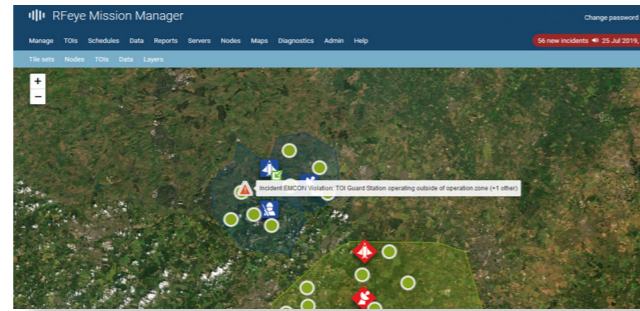 RFeye Mission Manager
Change password
Manage TOIs Schedules Data Reports Servers Nodes Maps Diagnostics Admin Help
56 new incidents 25 Jul 2019,
Tile sets Nodes TOIs Data Layers
+
−
Incident:EMCON Violation: TOI Guard Station operating outside of operation zone (+1 other)